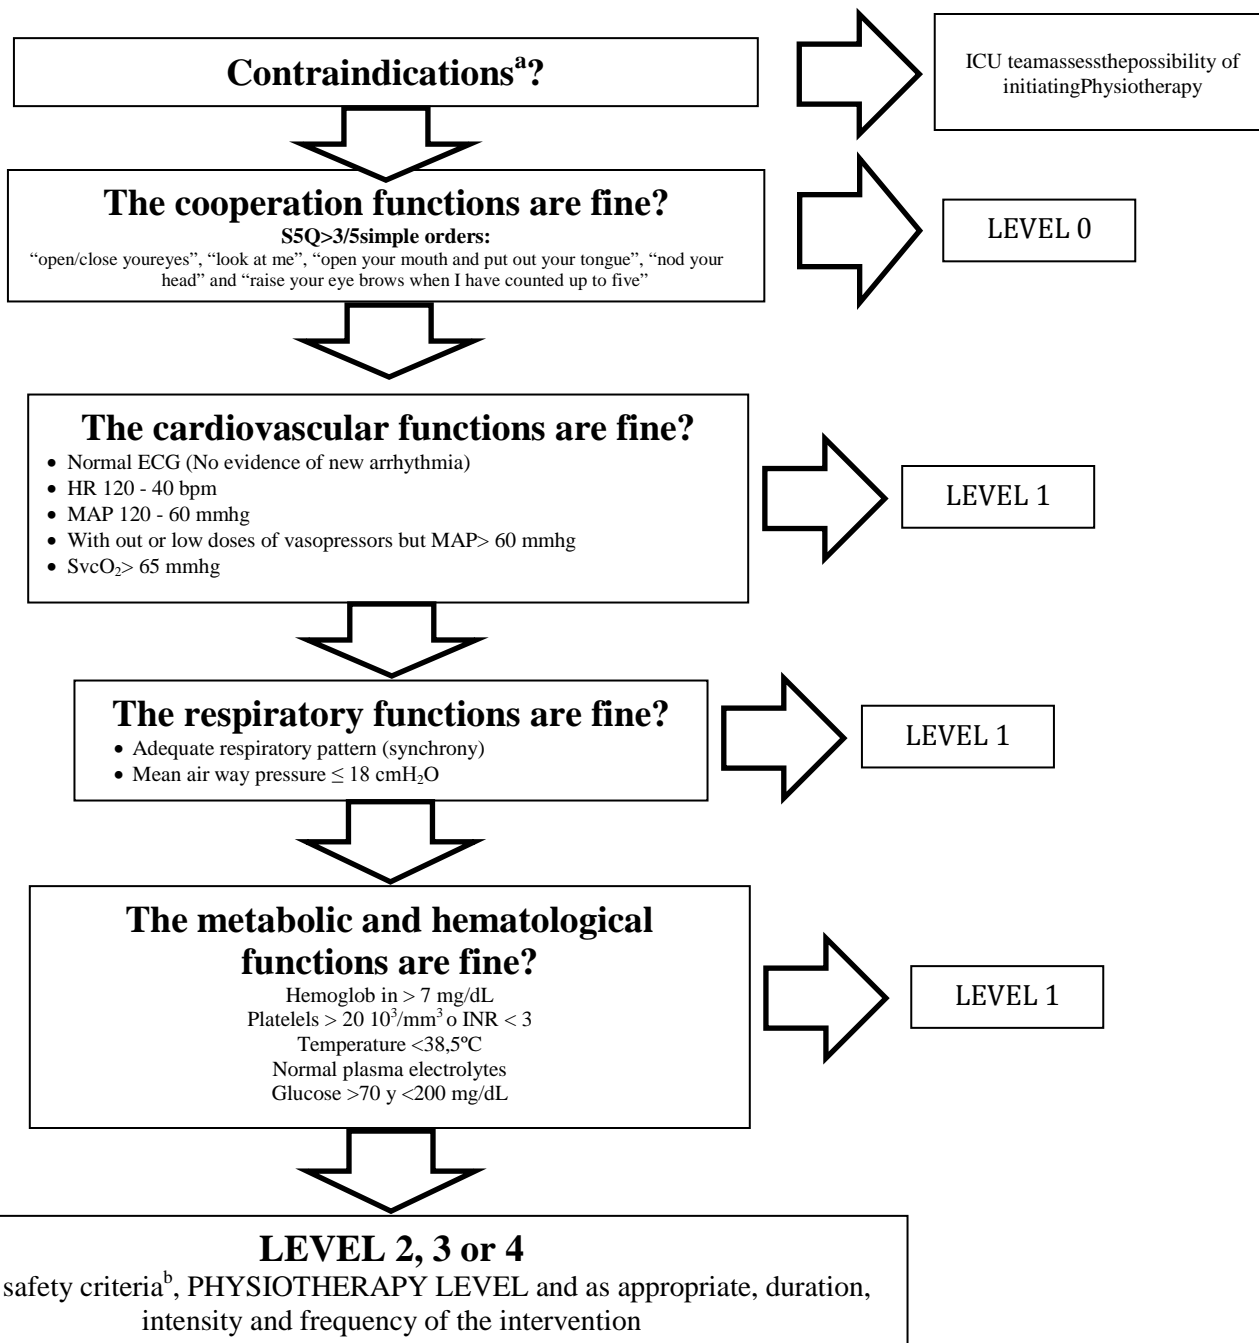 Contraindicationsᵃ?
ICU teamassessthepossibility of
initiatingPhysiotherapy
The cooperation functions are fine?
S5Q>3/5simple orders:
“open/close youreyes”, “look at me”, “open your mouth and put out your tongue”, “nod your
head” and “raise your eye brows when I have counted up to five”
LEVEL 0
The cardiovascular functions are fine?
• Normal ECG (No evidence of new arrhythmia)
• HR 120 - 40 bpm
• MAP 120 - 60 mmhg
• With out or low doses of vasopressors but MAP> 60 mmhg
• SvcO₂> 65 mmhg
LEVEL 1
The respiratory functions are fine?
• Adequate respiratory pattern (synchrony)
• Mean air way pressure ≤ 18 cmH₂O
LEVEL 1
The metabolic and hematological
functions are fine?
Hemoglob in > 7 mg/dL
Platelels > 20 10³/mm³ o INR < 3
Temperature <38,5ºC
Normal plasma electrolytes
Glucose >70 y <200 mg/dL
LEVEL 1
LEVEL 2, 3 or 4
safety criteriaᵇ, PHYSIOTHERAPY LEVEL and as appropriate, duration,
intensity and frequency of the intervention